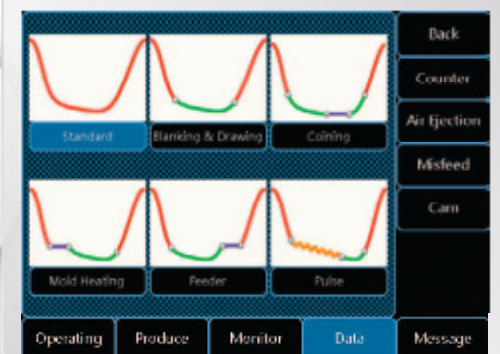 Back
Counter
Air Ejection
Misfeed
Cam
Standard
Blanking & Drawing
Coining
Mold Heating
Feeder
Pulse
Operating
Produce
Monitor
Data
Message